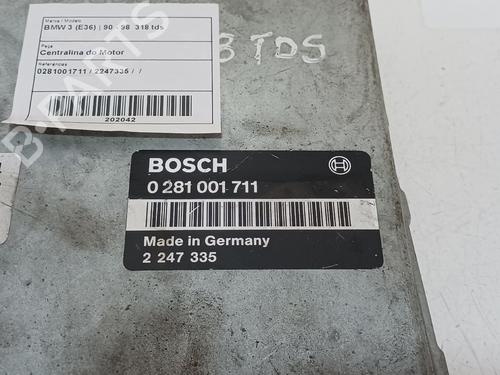 Marca / Modelo
BMW 3 (E36) | 90 - 98 318 tds
Peça
Centralina do Motor
Referências
0281001711 / 2247335 / /
202042
8 TDS
B-PARTS
BOSCH
0 281 001 711
Made in Germany
2 247 335